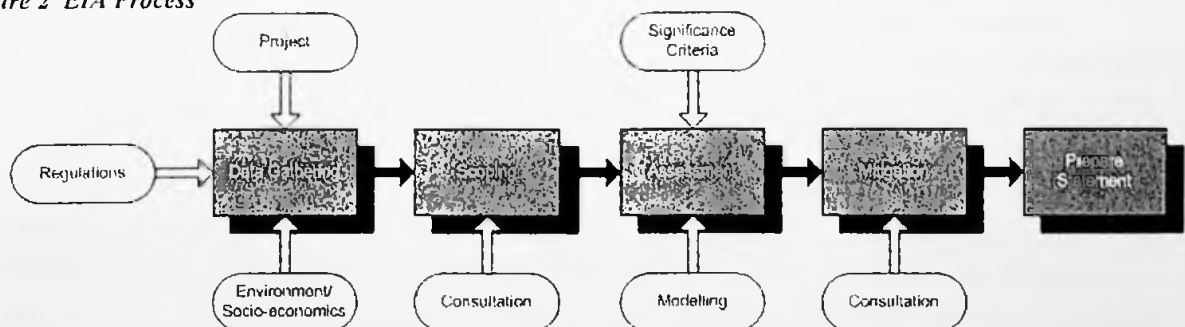 ure 2 EIA Process
Project
Significance
Criteria
Regulations
Data Gathering
Scoping
Assessment
Mitigation
Prepare
Statement
Environment/
Socio-economics
Consultation
Modelling
Consultation